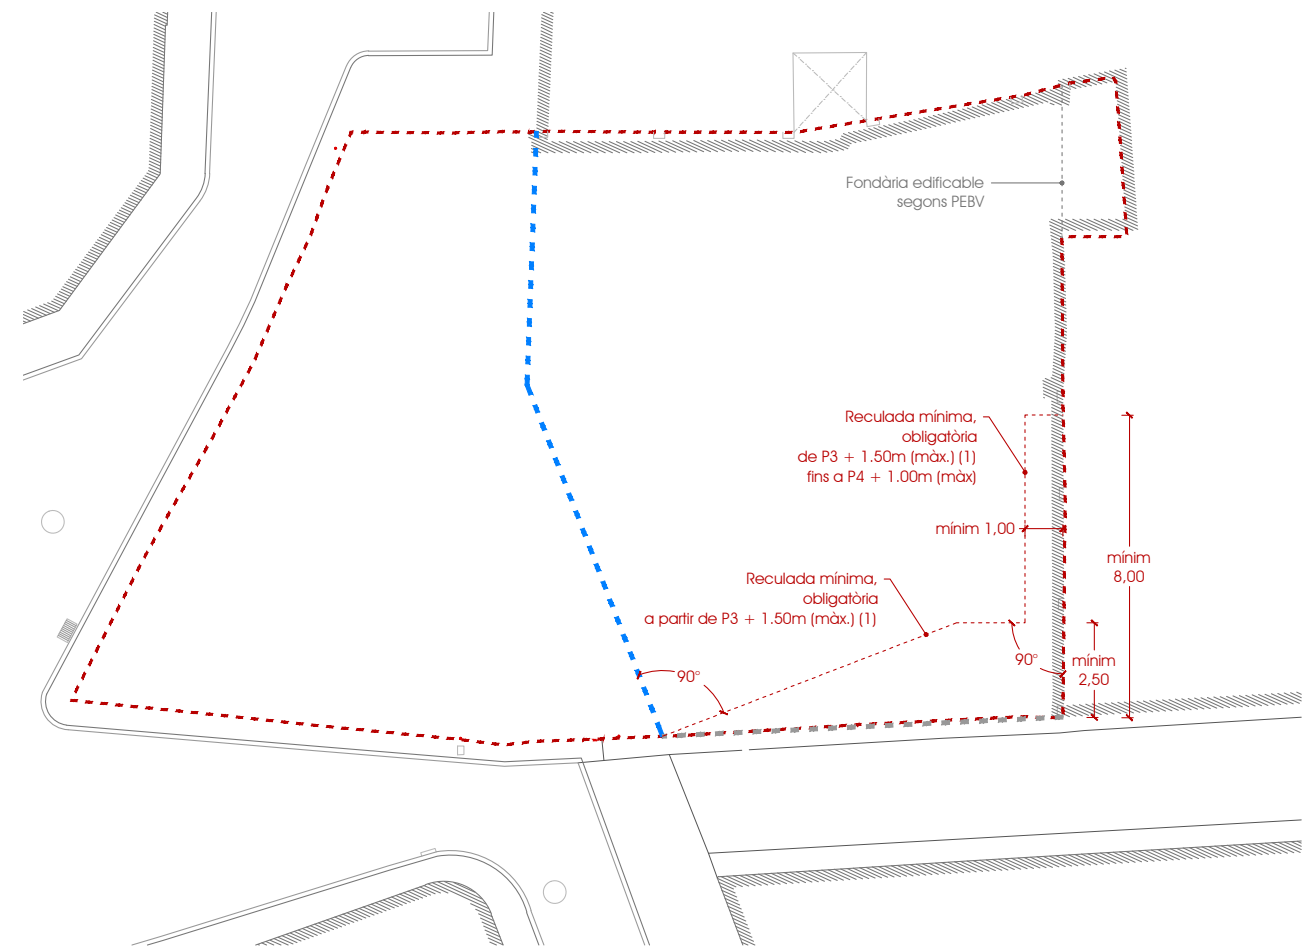 Fondària edificable
segons PEBV
Reculada mínima,
obligatòria
de P3 + 1.50m (màx.) (1)
fins a P4 + 1.00m (màx)
mínim 1,00
mínim
8,00
Reculada mínima,
obligatòria
a partir de P3 + 1.50m (màx.) (1)
90°
90°
mínim
2,50